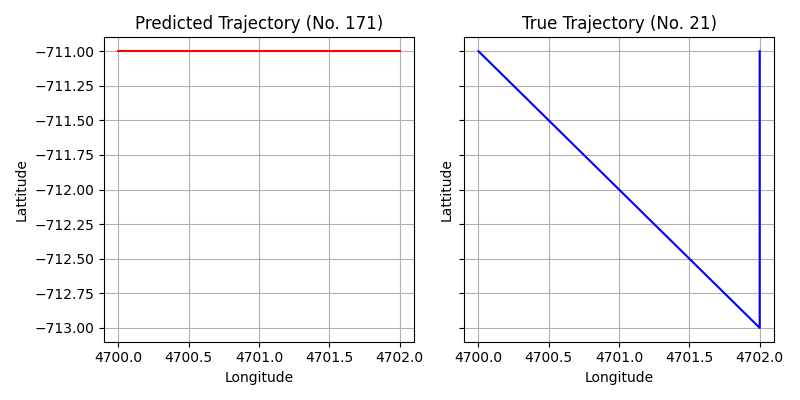 Predicted Trajectory (No. 171)
−711.00
−711.25
−711.50
−711.75
−712.00
−712.25
−712.50
−712.75
−713.00
Lattitude
4700.0 4700.5 4701.0 4701.5 4702.0
Longitude
True Trajectory (No. 21)
Lattitude
4700.0 4700.5 4701.0 4701.5 4702.0
Longitude